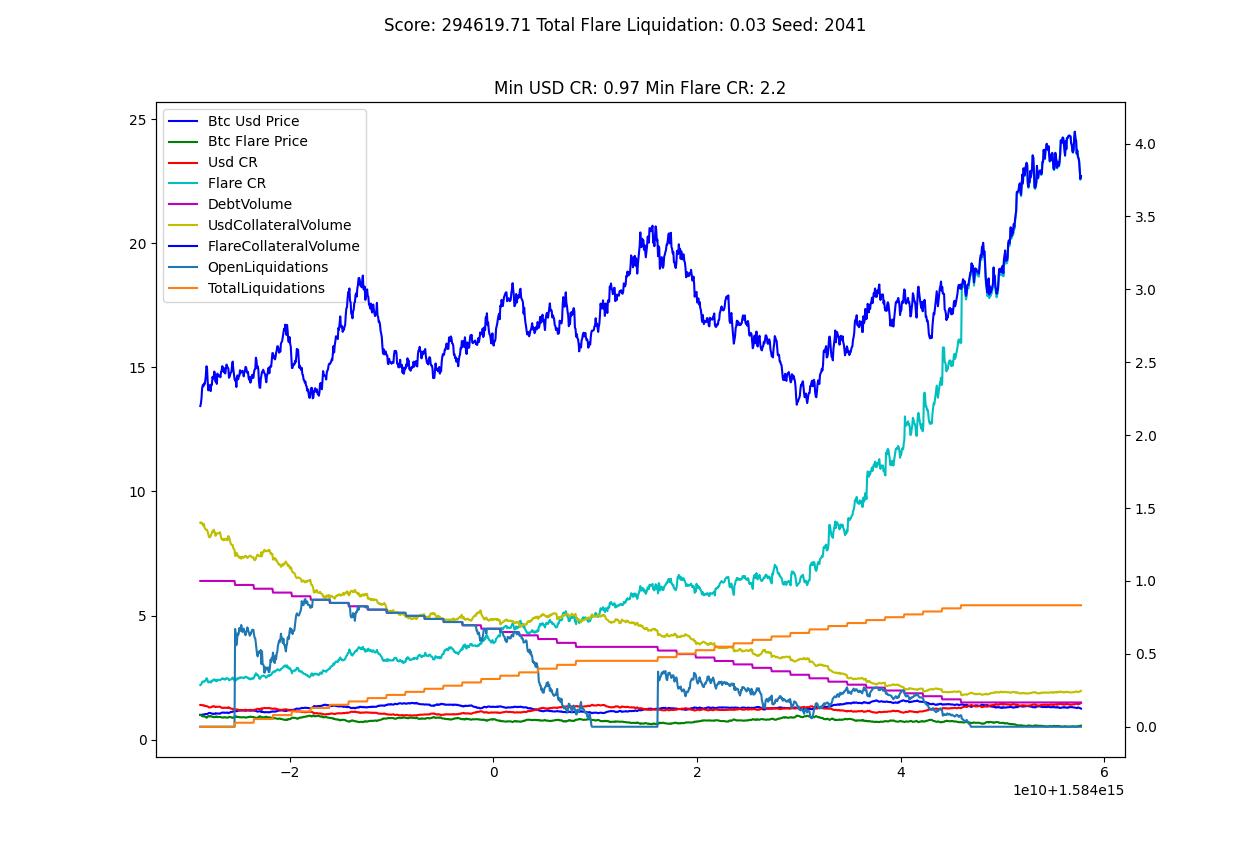 Score: 294619.71 Total Flare Liquidation: 0.03 Seed: 2041
Min USD CR: 0.97 Min Flare CR: 2.2
Btc Usd Price
Btc Flare Price
Usd CR
Flare CR
DebtVolume
UsdCollateralVolume
FlareCollateralVolume
OpenLiquidations
TotalLiquidations
25
20
15
10
5
0
4.0
3.5
3.0
2.5
2.0
1.5
1.0
0.5
0.0
−2 0 2 4 6
1e10+1.584e15